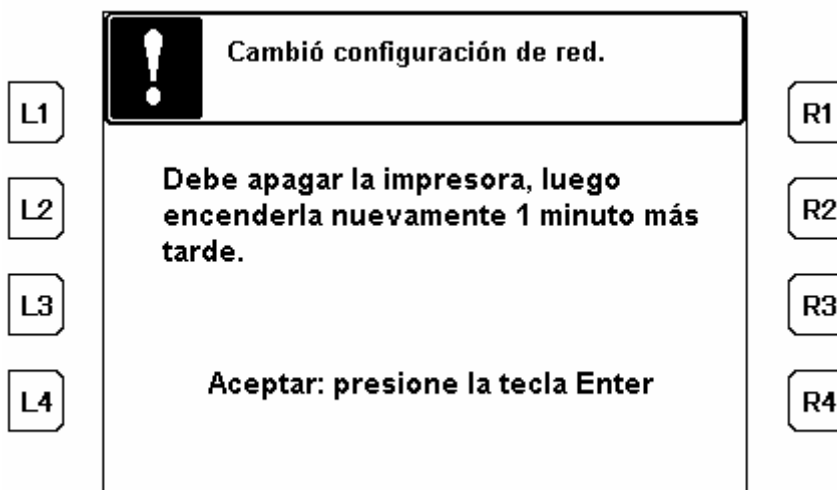 Cambió configuración de red.
L1
R1
Debe apagar la impresora, luego
L2
encenderla nuevamente 1 minuto más
R2
tarde.
L3
R3
Aceptar: presione la tecla Enter
L4
R4